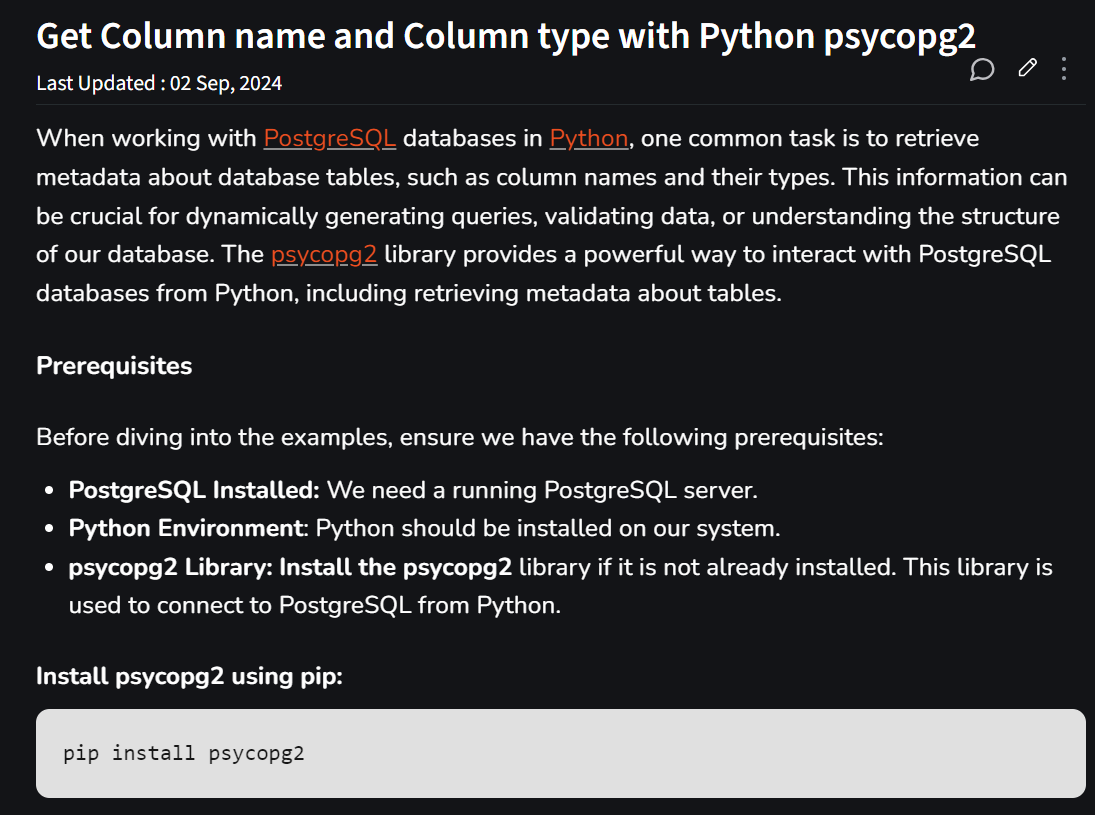 Get Column name and Column type with Python psycopg2
Last Updated : 02 Sep, 2024
When working with PostgreSQL databases in Python, one common task is to retrieve
metadata about database tables, such as column names and their types. This information can
be crucial for dynamically generating queries, validating data, or understanding the structure
of our database. The psycopg2 library provides a powerful way to interact with PostgreSQL
databases from Python, including retrieving metadata about tables.
Prerequisites
Before diving into the examples, ensure we have the following prerequisites:
• PostgreSQL Installed: We need a running PostgreSQL server.
• Python Environment: Python should be installed on our system.
• psycopg2 Library: Install the psycopg2 library if it is not already installed. This library is
used to connect to PostgreSQL from Python.
Install psycopg2 using pip:
pip install psycopg2